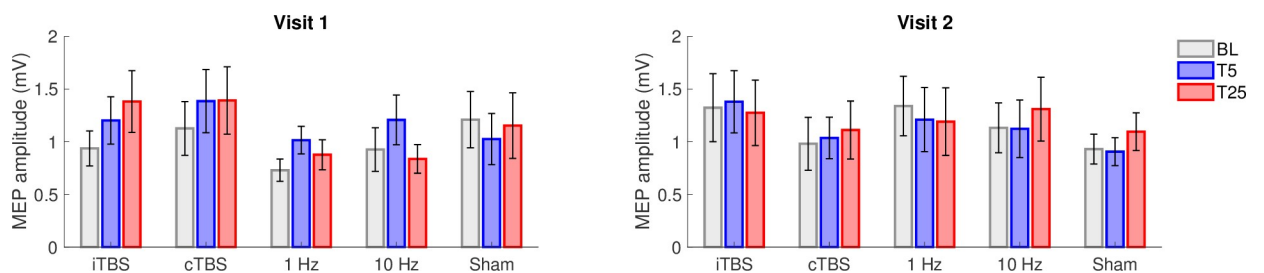 Visit 1
MEP amplitude (mV)
2
1.5
1
0.5
0
iTBS cTBS 1 Hz 10 Hz Sham
Visit 2
MEP amplitude (mV)
2
1.5
1
0.5
0
iTBS cTBS 1 Hz 10 Hz Sham
BL
T5
T25